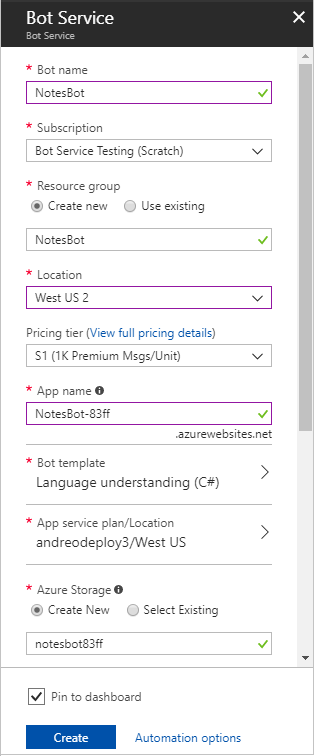 Bot Service
Bot Service
* Bot name
NotesBot
* Subscription
Bot Service Testing (Scratch)
* Resource group
Create new Use existing
NotesBot
* Location
West US 2
Pricing tier (View full pricing details)
S1 (1K Premium Msgs/Unit)
* App name
NotesBot-83ff
.azurewebsites.net
* Bot template
Language understanding (C#)
* App service plan/Location
andreodeploy3/West US
* Azure Storage
Create New Select Existing
notesbot83ff
Pin to dashboard
Create Automation options